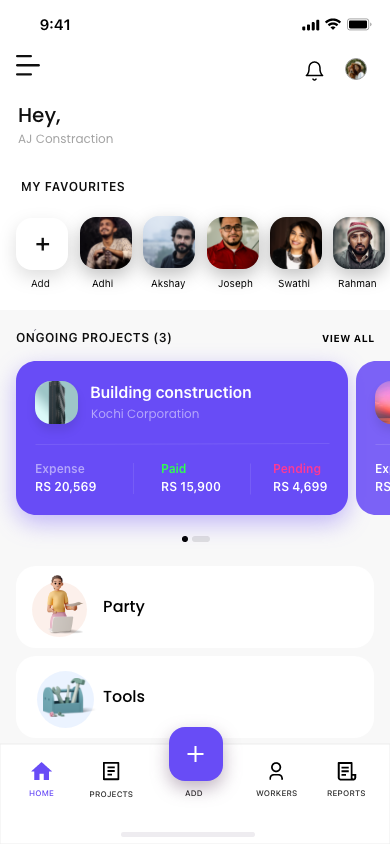 9:41
Hey,
AJ Constraction
MY FAVOURITES
Add
Adhi
Akshay
Joseph
Swathi
Rahman
ONGOING PROJECTS (3)
VIEW ALL
Building construction
Kochi Corporation
Expense
Paid
Pending
Ex
RS 20,569
RS 15,900
RS 4,699
RS
Party
Tools
HOME
PROJECTS
ADD
WORKERS
REPORTS